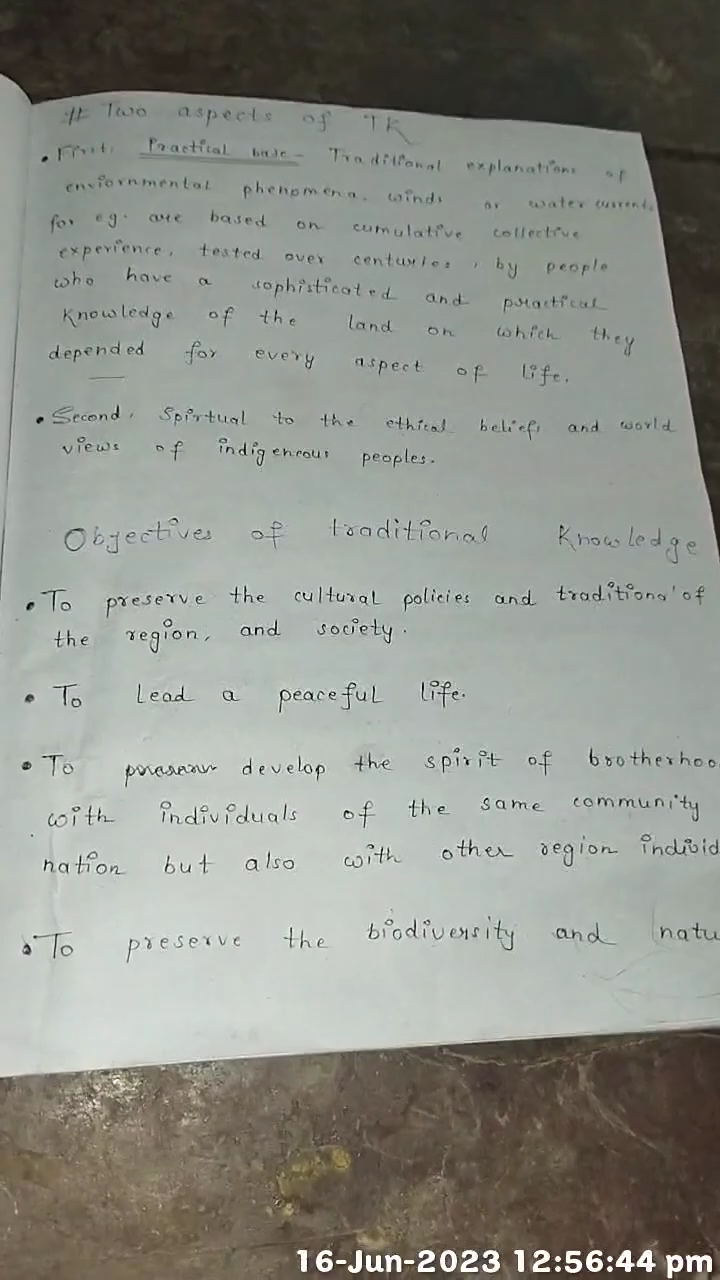 # Two aspects of TK
• First, Practical base - Traditional explanations of
enviornmental phenomena. winds or water currents
for eg. are based on cumulative collective
experience, tested over centuries, by people
who have a sophisticated and practical
Knowledge of the land on which they
depended for every aspect of life.
• Second, Spirtual to the ethical beliefs and world
views of indigeneous peoples.
Objectives of traditional Knowledge
• To preserve the cultural policies and traditions of
the region, and society.
• To Lead a peaceful life.
• To develop the spirit of brotherhoo
with individuals of the same community
nation but also with other region individ
• To preserve the biodiversity and natu
16-Jun-2023 12:56:44 pm